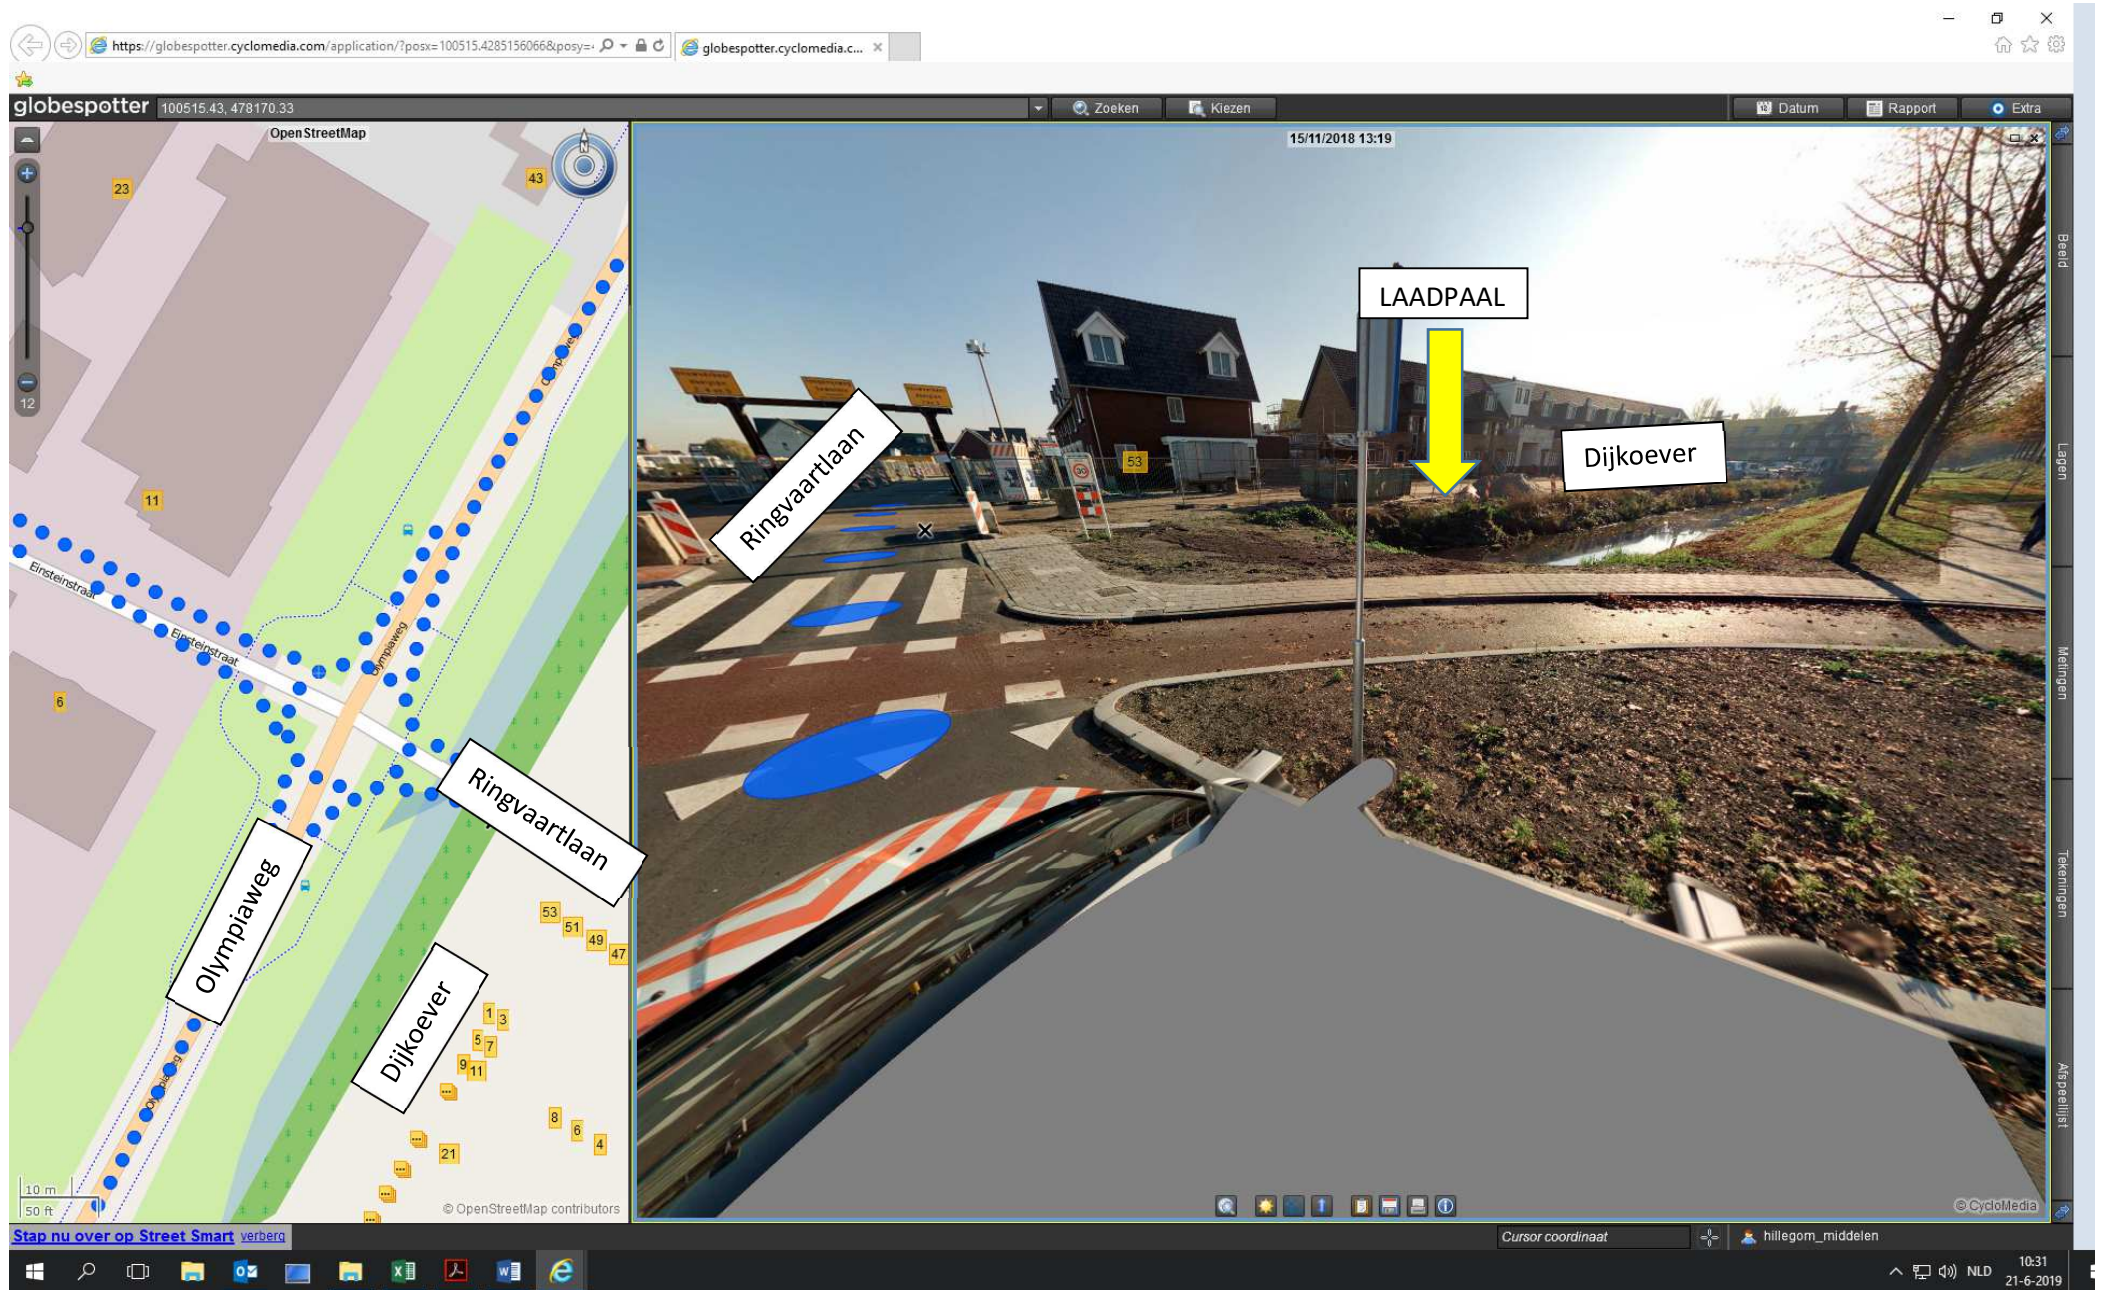 https://globespotter.cyclomedia.com/application/?posx=100515.4285156066&posy=4
globespotter.cyclomedia.c...
globespotter
100515.43, 478170.33
Zoeken
Kiezen
Datum
Rapport
Extra
OpenStreetMap
43
23
12
11
Olympiaweg
Einsteinstraat
Einsteinstraat
Olympiaweg
6
Ringvaartlaan
Olympiaweg
53
51
49
47
Dijkoever
1
3
5
7
9
11
8
6
4
21
Olympiaweg
10 m
50 ft
© OpenStreetMap contributors
15/11/2018 13:19
LAADPAAL
Ringvaartlaan
30
53
Dijkoever
© CycloMedia
Beeld
Lagen
Metingen
Tekeningen
Afspeellijst
Stap nu over op Street Smart verberg
Cursor coordinaat
hillegom_middelen
NLD
10:31
21-6-2019